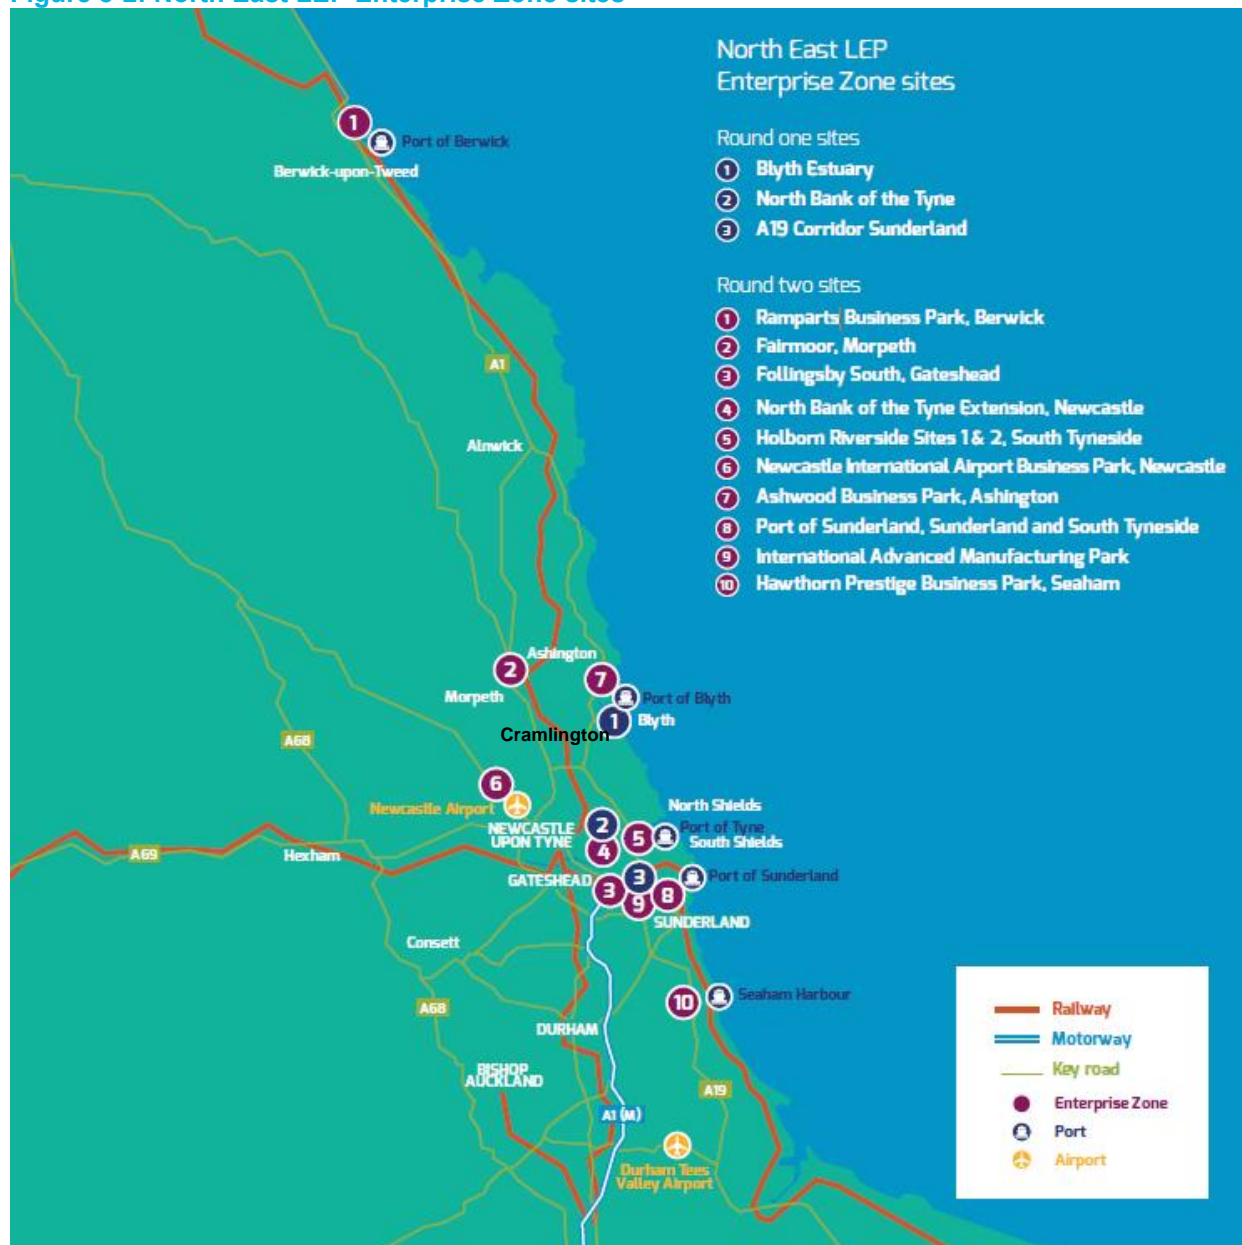 North East LEP
Enterprise Zone sites
Round one sites
1 Blyth Estuary
2 North Bank of the Tyne
3 A19 Corridor Sunderland
Round two sites
1 Ramparts Business Park, Berwick
2 Fairmoor, Morpeth
3 Follingsby South, Gateshead
4 North Bank of the Tyne Extension, Newcastle
5 Holborn Riverside Sites 1 & 2, South Tyneside
6 Newcastle International Airport Business Park, Newcastle
7 Ashwood Business Park, Ashington
8 Port of Sunderland, Sunderland and South Tyneside
9 International Advanced Manufacturing Park
10 Hawthorn Prestige Business Park, Seaham
1
Port of Berwick
Berwick-upon-Tweed
A1
Alnwick
Ashington
2
7
Morpeth
Port of Blyth
1 Blyth
Cramlington
A68
6
Newcastle Airport
North Shields
NEWCASTLE
UPON TYNE
2
Port of Tyne
5
South Shields
4
A69
Hexham
GATESHEAD
3
3
Port of Sunderland
8
9
SUNDERLAND
Consett
A68
10
Seaham Harbour
DURHAM
BISHOP
AUCKLAND
A19
A1 (M)
Durham Tees
Valley Airport
Railway
Motorway
Key road
Enterprise Zone
Port
Airport